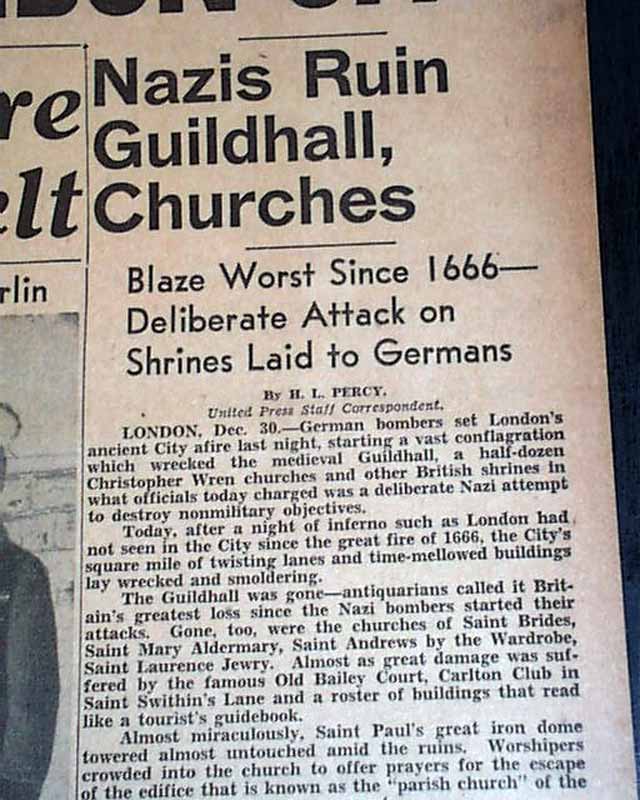 re
elt
rlin
Nazis Ruin
Guildhall,
Churches
Blaze Worst Since 1666—
Deliberate Attack on
Shrines Laid to Germans
By H. L. PERCY.
United Press Staff Correspondent.
LONDON, Dec. 30.—German bombers set London's
ancient City afire last night, starting a vast conflagration
which wrecked the medieval Guildhall, a half-dozen
Christopher Wren churches and other British shrines in
what officials today charged was a deliberate Nazi attempt
to destroy nonmilitary objectives.
Today, after a night of inferno such as London had
not seen in the City since the great fire of 1666, the City's
square mile of twisting lanes and time-mellowed buildings
lay wrecked and smoldering.
The Guildhall was gone—antiquarians called it Brit-
ain's greatest loss since the Nazi bombers started their
attacks. Gone, too, were the churches of Saint Brides,
Saint Mary Aldermary, Saint Andrews by the Wardrobe,
Saint Laurence Jewry. Almost as great damage was suf-
fered by the famous Old Bailey Court, Carlton Club in
Saint Swithin's Lane and a roster of buildings that read
like a tourist's guidebook.
Almost miraculously, Saint Paul's great iron dome
towered almost untouched amid the ruins. Worshipers
crowded into the church to offer prayers for the escape
of the edifice that is known as the "parish church" of the